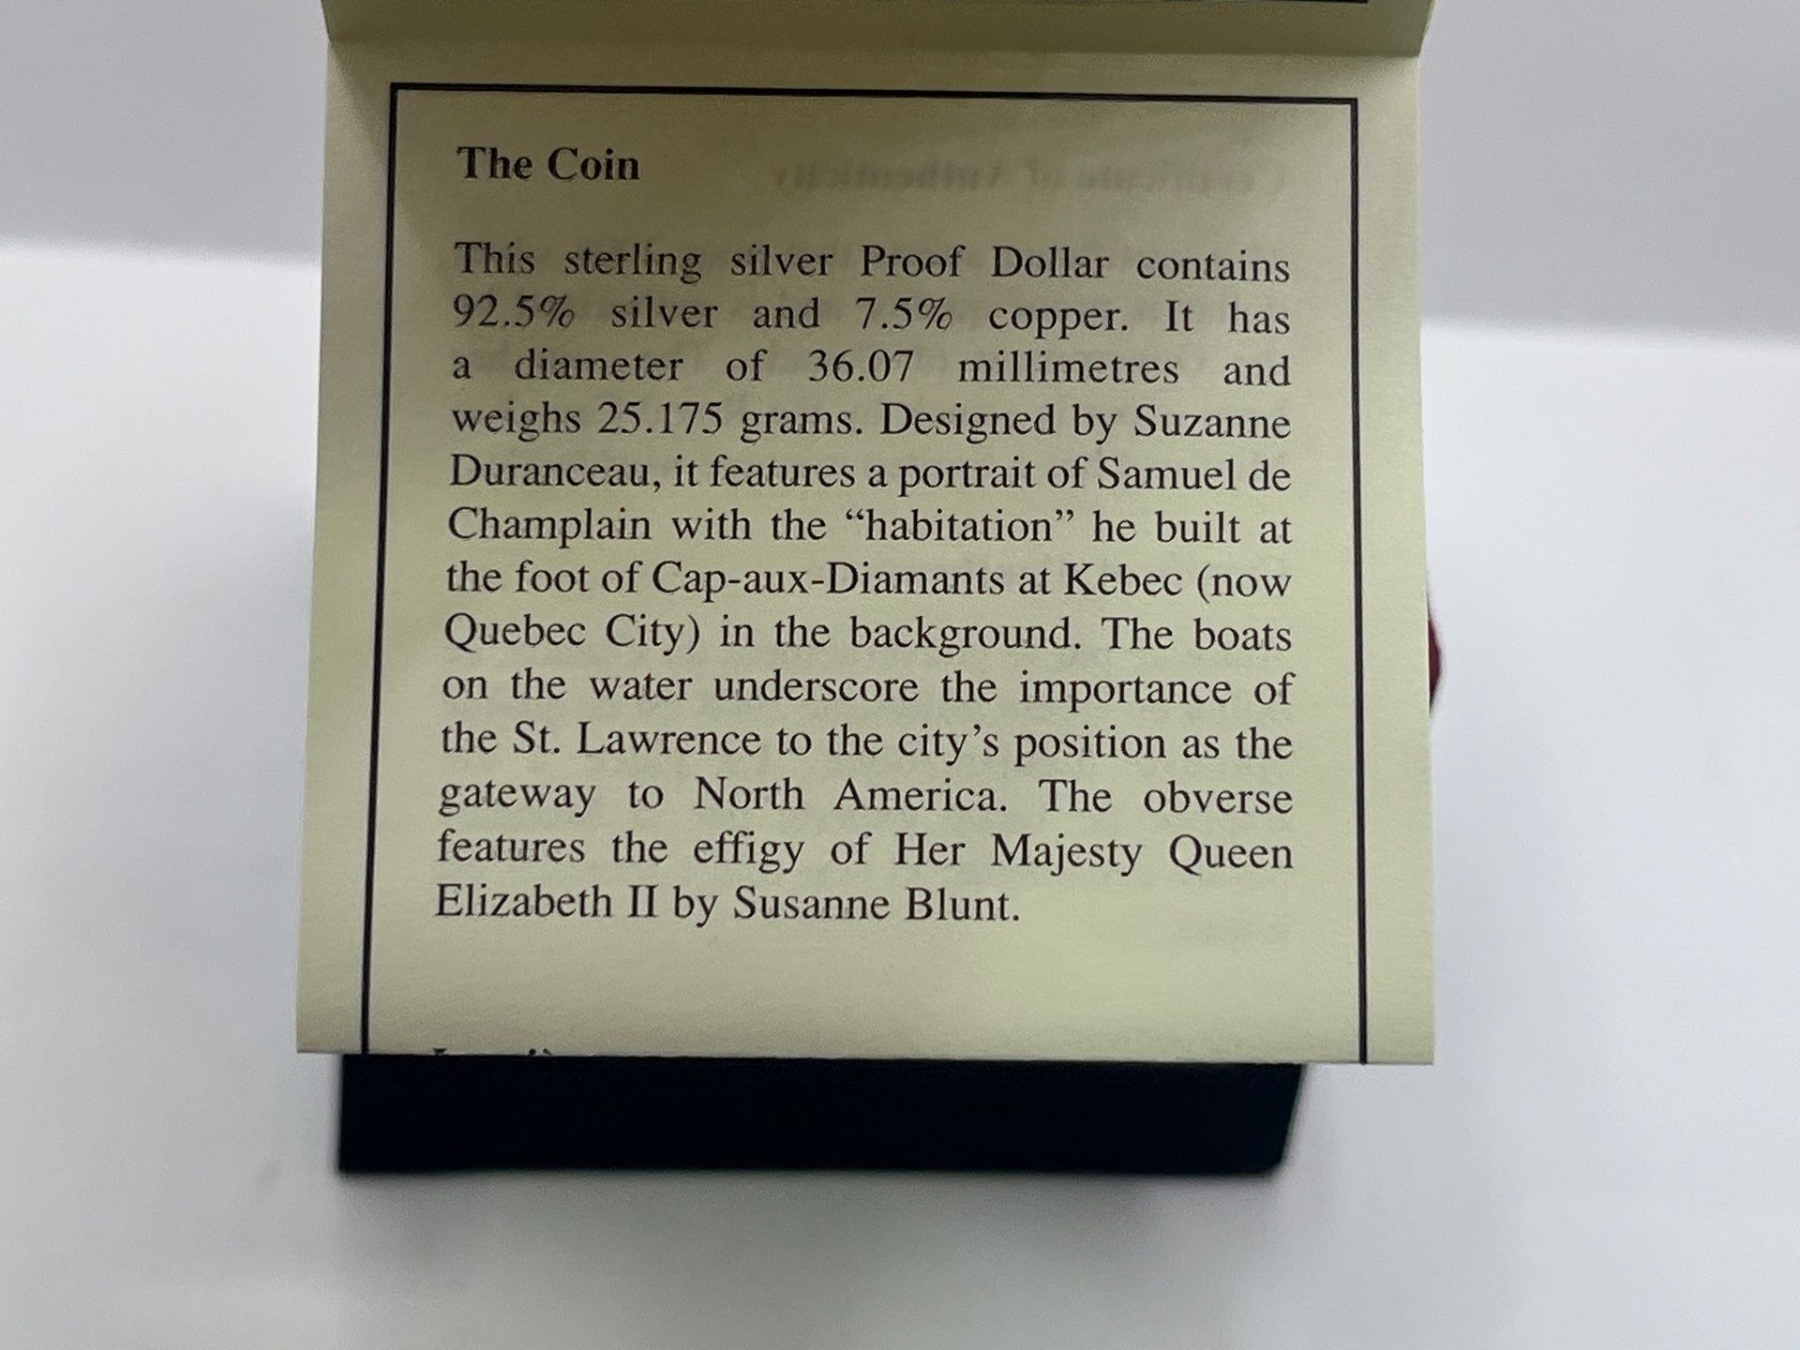 The Coin
This sterling silver Proof Dollar contains
92.5% silver and 7.5% copper. It has
a diameter of 36.07 millimetres and
weighs 25.175 grams. Designed by Suzanne
Duranceau, it features a portrait of Samuel de
Champlain with the “habitation” he built at
the foot of Cap-aux-Diamants at Kebec (now
Quebec City) in the background. The boats
on the water underscore the importance of
the St. Lawrence to the city’s position as the
gateway to North America. The obverse
features the effigy of Her Majesty Queen
Elizabeth II by Susanne Blunt.